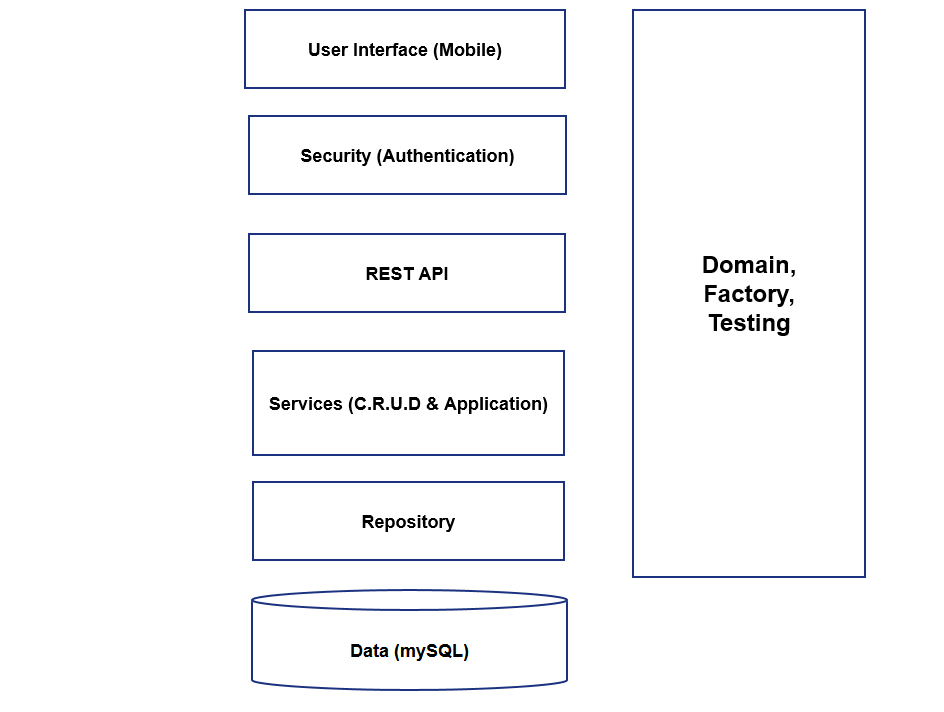 User Interface (Mobile)
Security (Authentication)
REST API
Services (C.R.U.D & Application)
Repository
Data (mySQL)
Domain,
Factory,
Testing